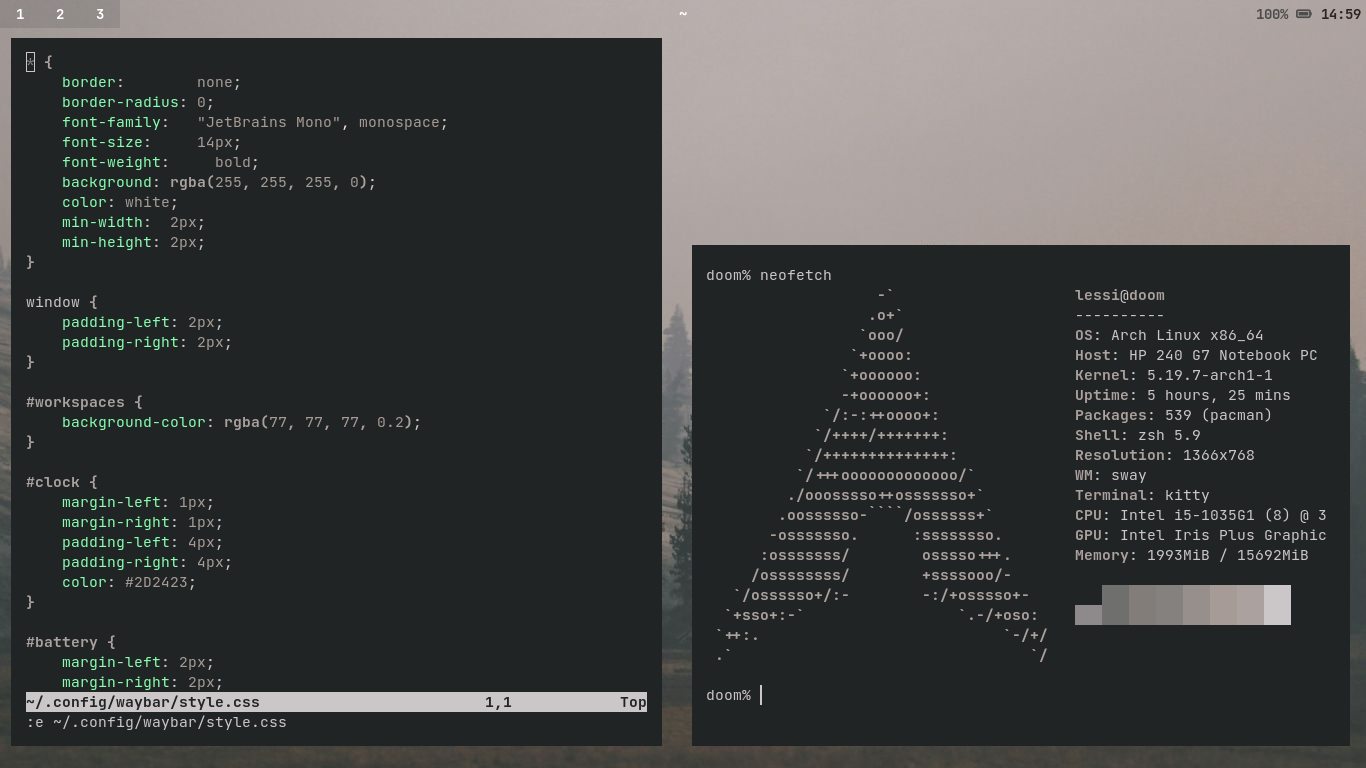 1 2 3 ~ 100% 14:59
* {
    border:        none;
    border-radius: 0;
    font-family:   "JetBrains Mono", monospace;
    font-size:     14px;
    font-weight:     bold;
    background: rgba(255, 255, 255, 0);
    color: white;
    min-width:  2px;
    min-height: 2px;
}
window {
    padding-left: 2px;
    padding-right: 2px;
}
#workspaces {
    background-color: rgba(77, 77, 77, 0.2);
}
#clock {
    margin-left: 1px;
    margin-right: 1px;
    padding-left: 4px;
    padding-right: 4px;
    color: #2D2423;
}
#battery {
    margin-left: 2px;
    margin-right: 2px;
~/.config/waybar/style.css                         1,1            Top
:e ~/.config/waybar/style.css
doom% neofetch
                   -`                    lessi@doom
                  .o+`                   ----------
                 `ooo/                   OS: Arch Linux x86_64
                `+oooo:                  Host: HP 240 G7 Notebook PC
               `+oooooo:                 Kernel: 5.19.7-arch1-1
               -+oooooo+:                Uptime: 5 hours, 25 mins
             `/:-:++oooo+:               Packages: 539 (pacman)
            `/++++/+++++++:              Shell: zsh 5.9
           `/++++++++++++++:             Resolution: 1366x768
          `/+++ooooooooooooo/`           WM: sway
         ./ooosssso++osssssso+`          Terminal: kitty
        .oossssso-````/ossssss+`         CPU: Intel i5-1035G1 (8) @ 3
       -osssssso.      :ssssssso.        GPU: Intel Iris Plus Graphic
      :osssssss/        osssso+++.       Memory: 1993MiB / 15692MiB
     /ossssssss/        +ssssooo/-
   `/ossssso+/:-        -:/+osssso+-
  `+sso+:-`                 `.-/+oso:
 `++:.                           `-/+/
 .`                                 `/
doom%